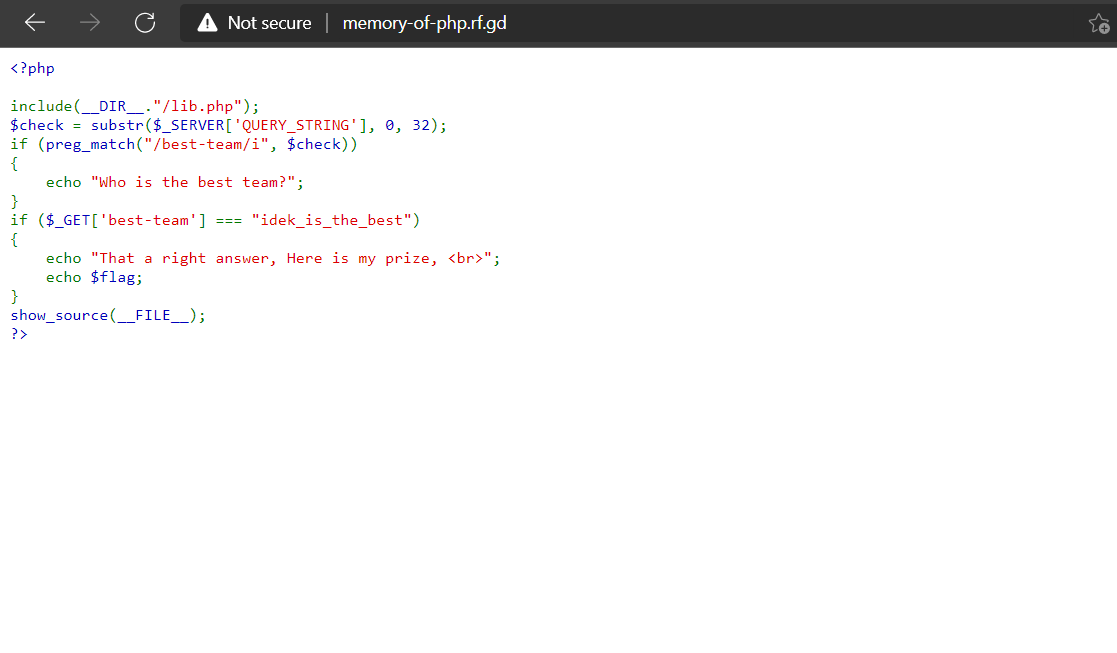 Not secure | memory-of-php.rf.gd
<?php
include(__DIR__."/lib.php");
$check = substr($_SERVER['QUERY_STRING'], 0, 32);
if (preg_match("/best-team/i", $check))
{
    echo "Who is the best team?";
}
if ($_GET['best-team'] === "idek_is_the_best")
{
    echo "That a right answer, Here is my prize, <br>";
    echo $flag;
}
show_source(__FILE__);
?>